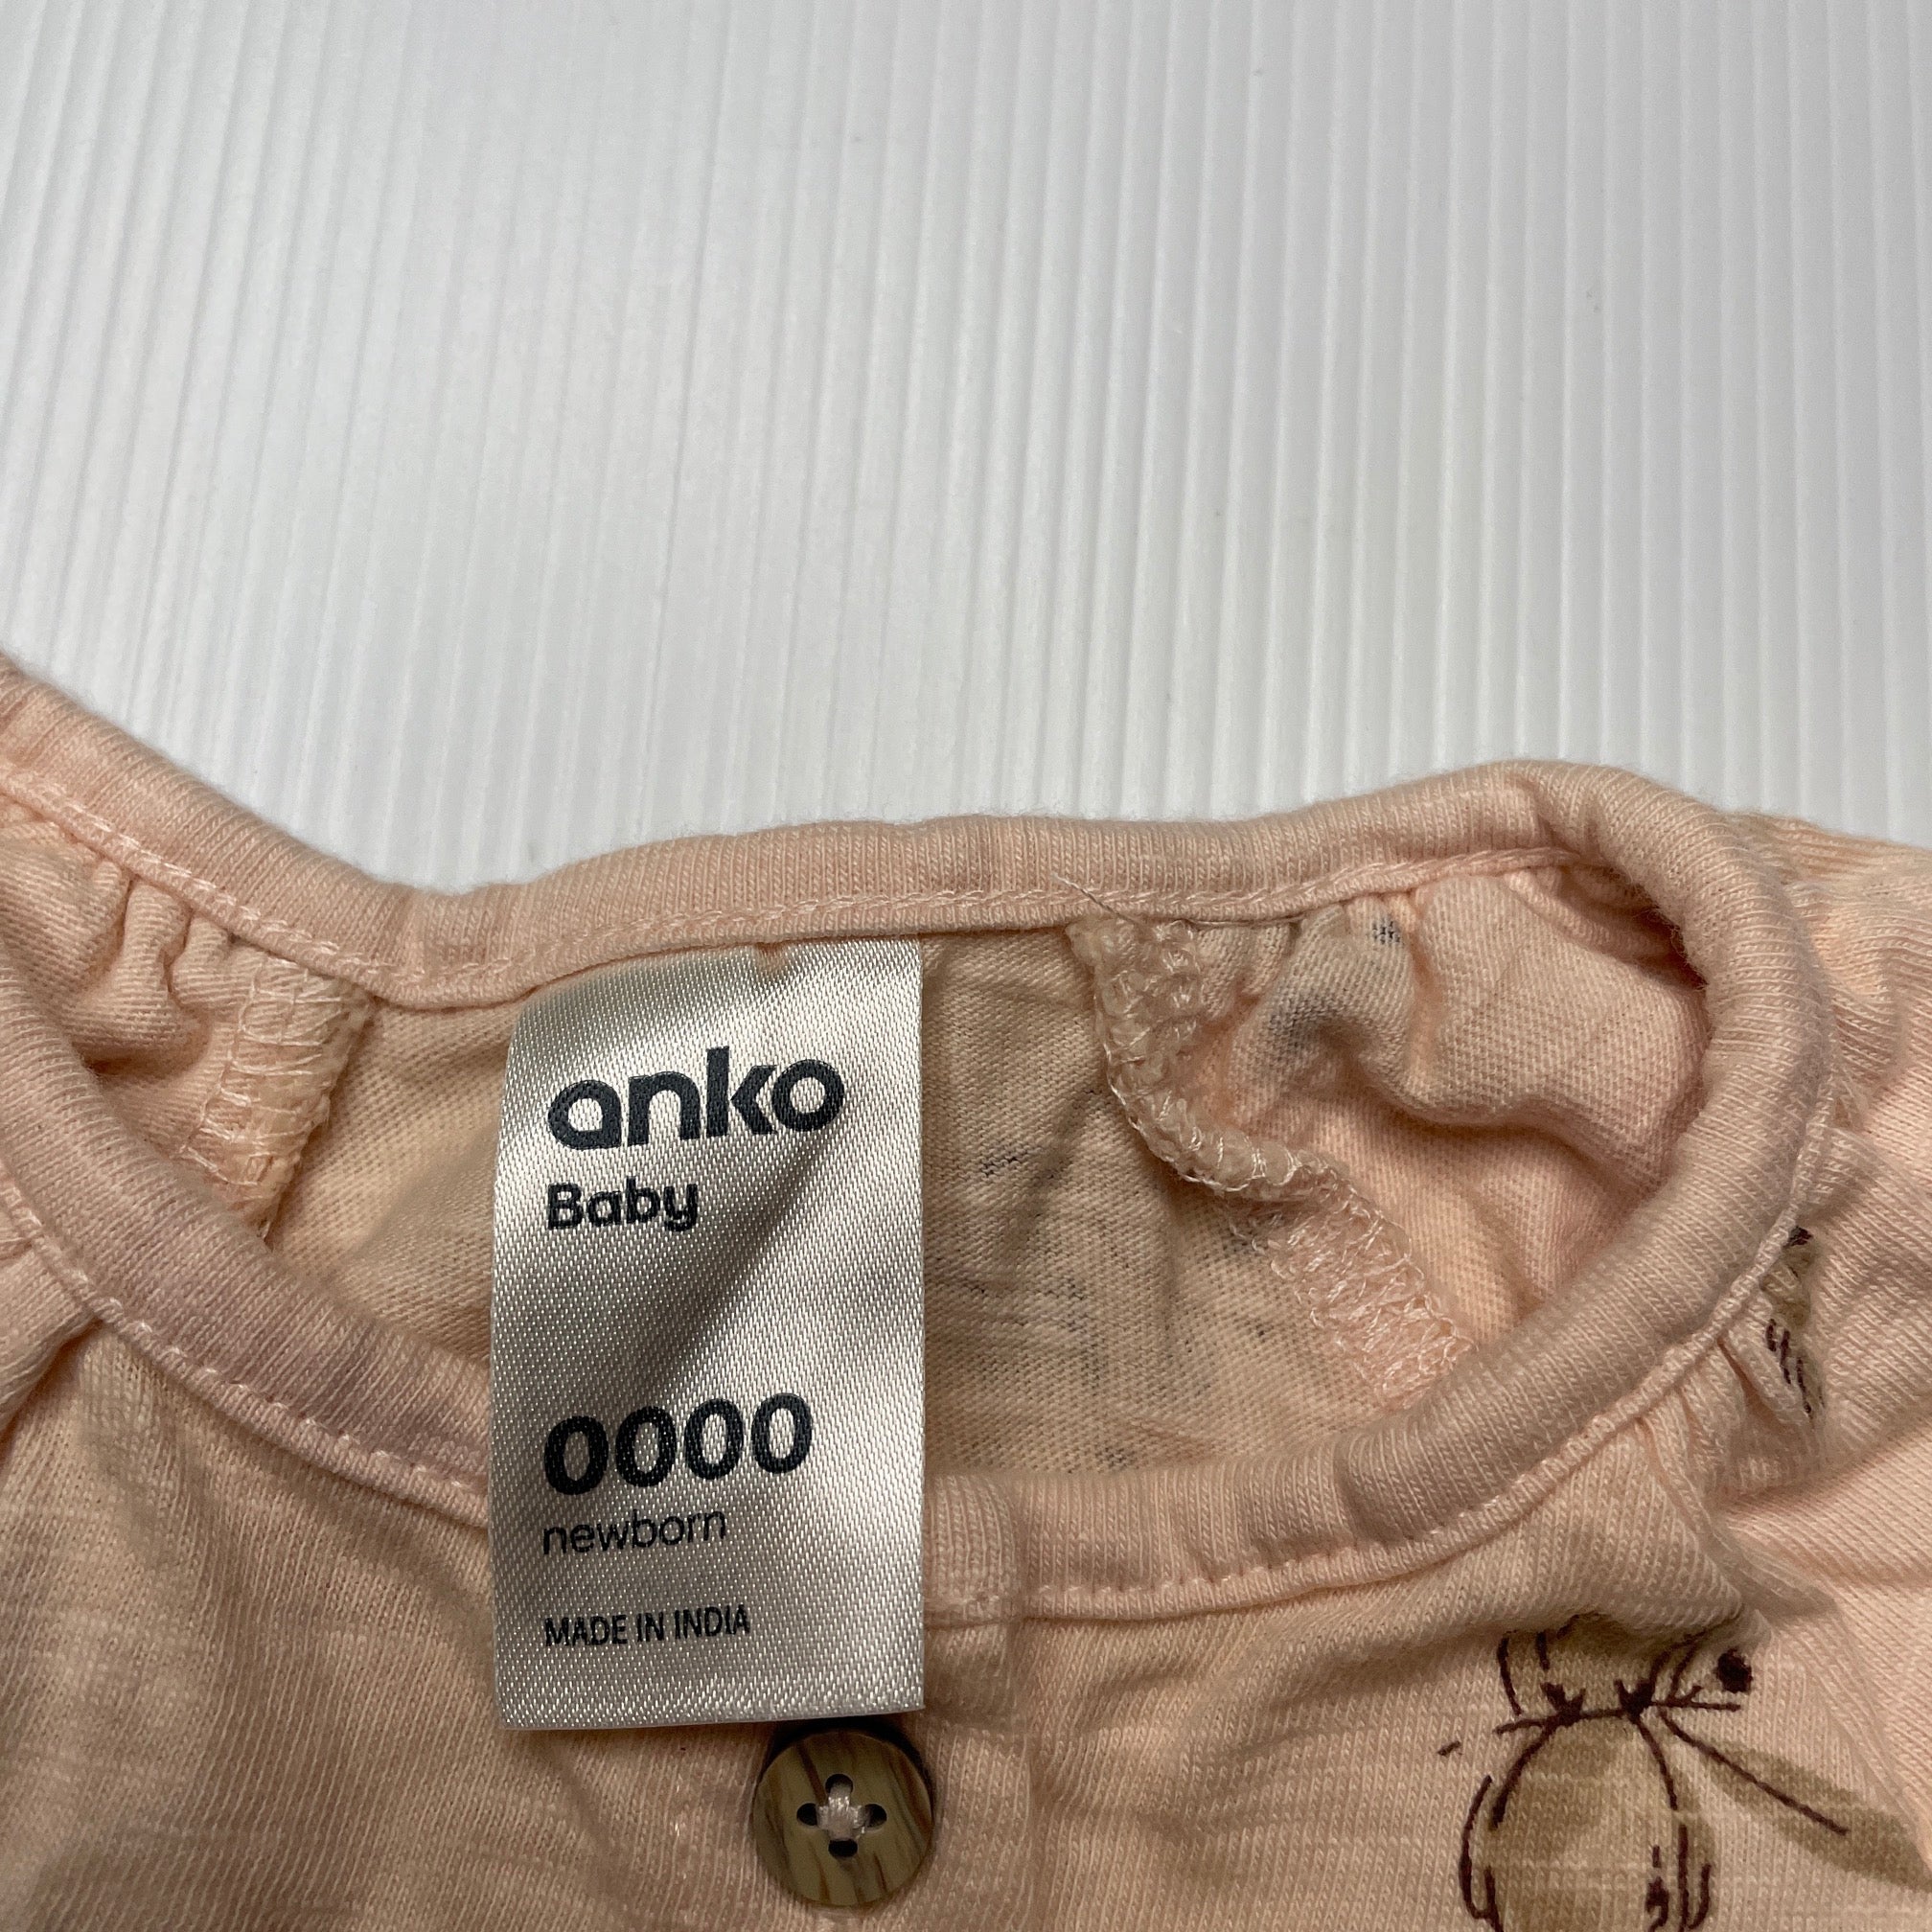 anko
Baby
0000
newborn
MADE IN INDIA